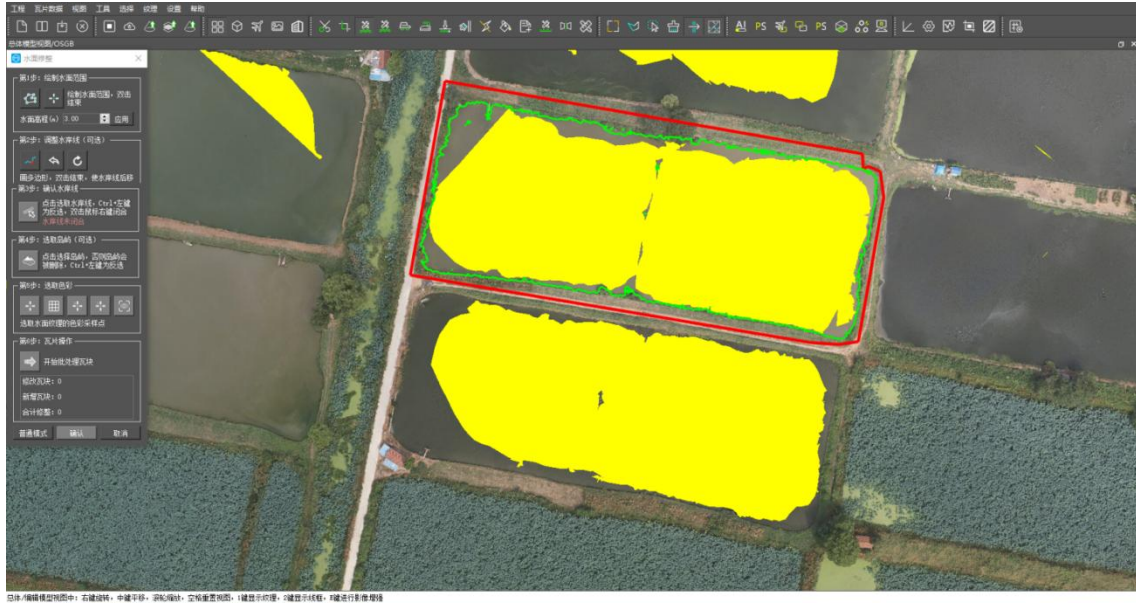 工程 瓦片数据 视图 工具 选择 纹理 设置 帮助
PS PS
总体模型视图/OSGB
水面修整
第1步: 绘制水面范围
绘制水面范围, 双击
结束
水面高程(m) 3.00 应用
第2步: 调整水岸线 (可选)
画多边形, 双击结束, 使水岸线后移
第3步: 确认水岸线
点击选取水岸线, Ctrl+左键
为反选, 双击鼠标右键闭合
水岸线未闭合
第4步: 选取岛屿 (可选)
点击选择岛屿, 否则岛屿会
被删除, Ctrl+左键为反选
第5步: 选取色彩
选取水面纹理的色彩采样点
第6步: 瓦片操作
开始批处理瓦块
修改瓦块: 0
新增瓦块: 0
合计修整: 0
普通模式 确认 取消
总体/编辑模型视图中: 右键旋转, 中键平移, 滚轮缩放, 空格重置视图, 1键显示纹理, 2键显示线框, R键进行影像增强